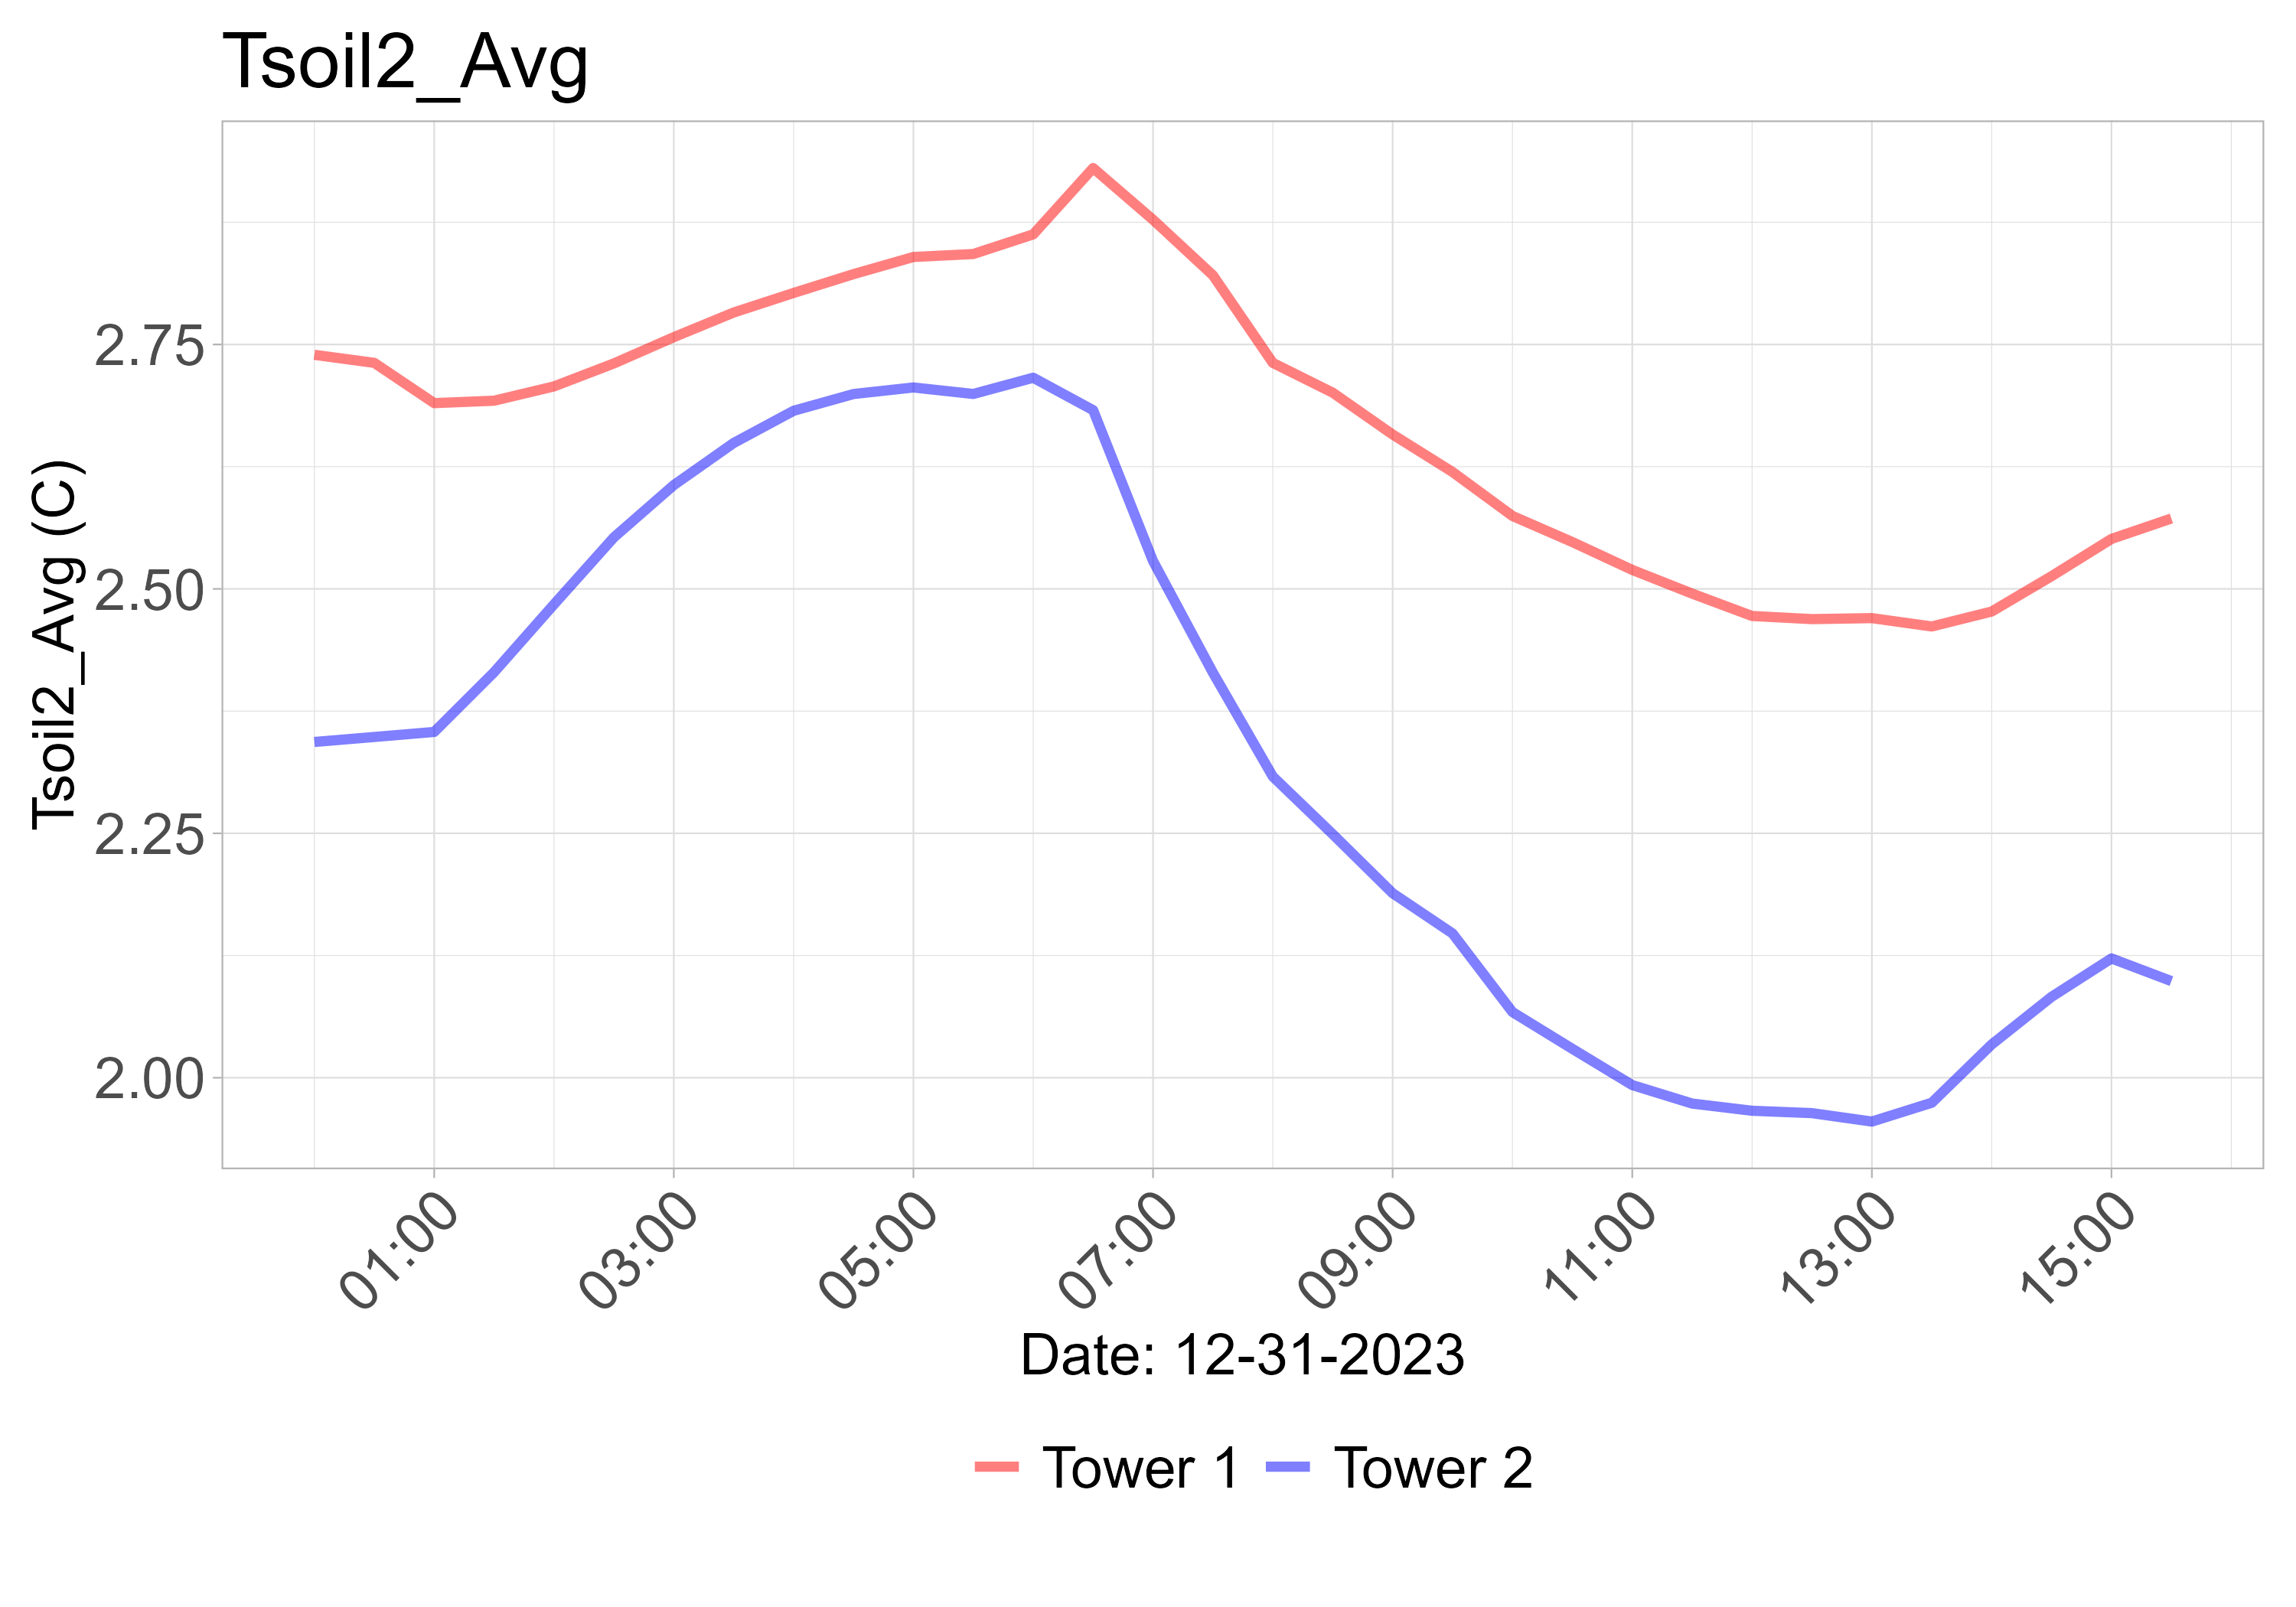 Tsoil2_Avg
Tsoil2_Avg (C)
2.75
2.50
2.25
2.00
01:00 03:00 05:00 07:00 09:00 11:00 13:00 15:00
Date: 12-31-2023
Tower 1 Tower 2